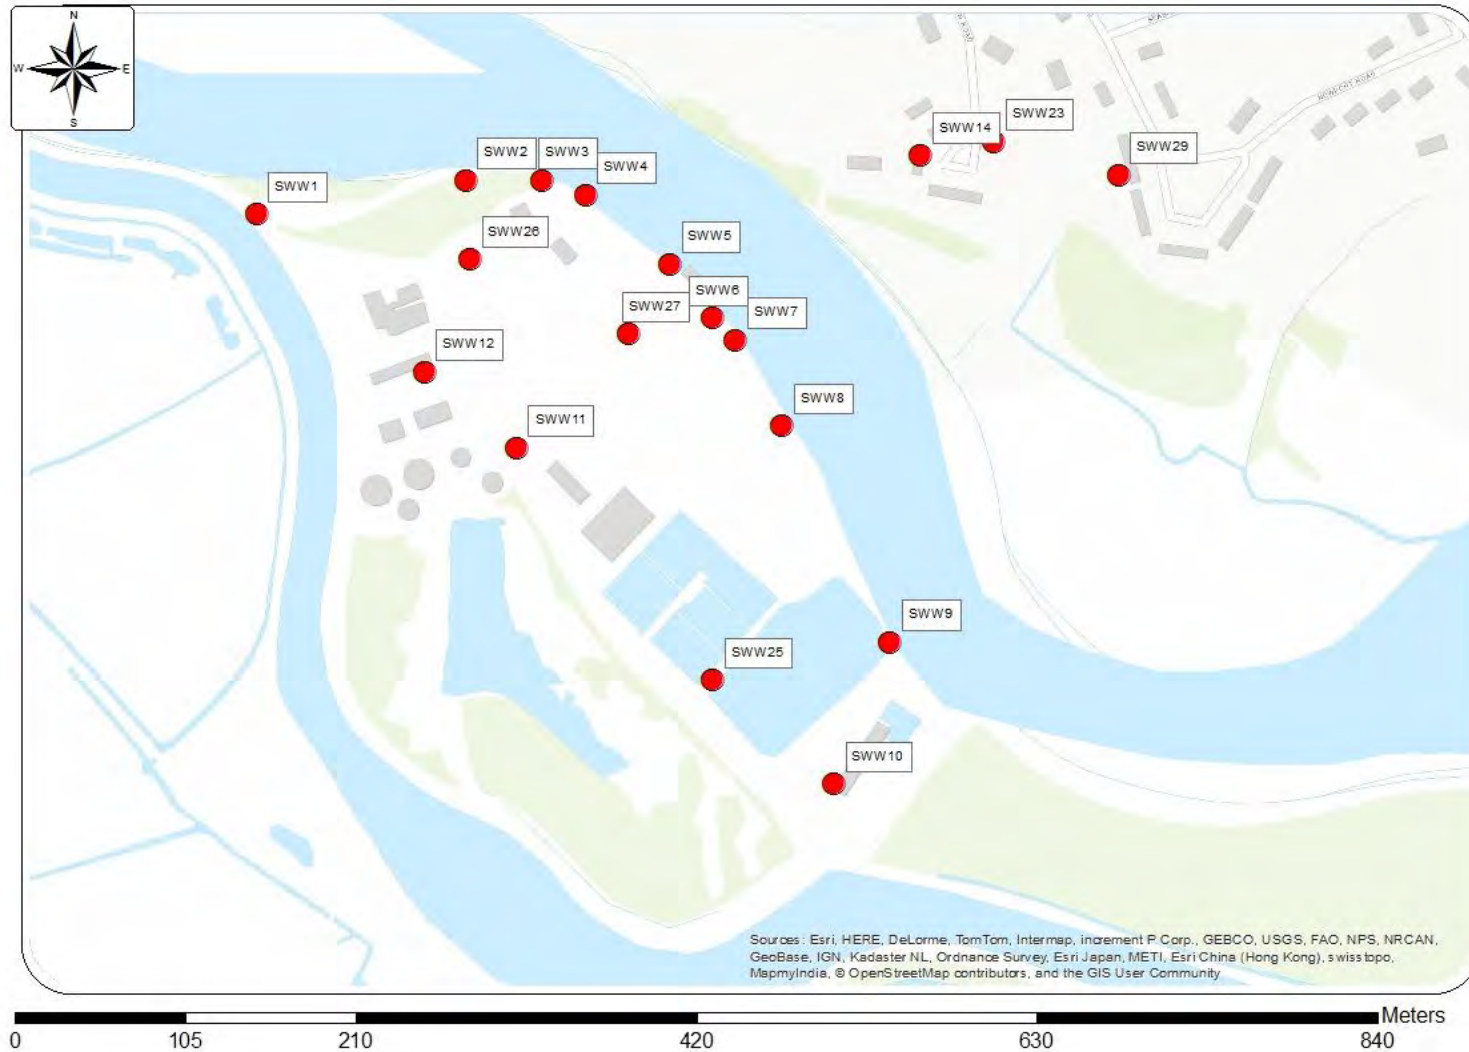 N
W E
S
NEWPORT ROAD
SWW23
SWW14
SWW29
SWW2
SWW3
SWW4
SWW1
SWW26
SWW5
SWW6
SWW27
SWW7
SWW12
SWW8
SWW11
SWW9
SWW25
SWW10
Sources: Esri, HERE, DeLorme, TomTom, Intermap, increment P Corp., GEBCO, USGS, FAO, NPS, NRCAN,
GeoBase, IGN, Kadaster NL, Ordnance Survey, Esri Japan, METI, Esri China (Hong Kong), swisstopo,
MapmyIndia, © OpenStreetMap contributors, and the GIS User Community
Meters
0 105 210 420 630 840